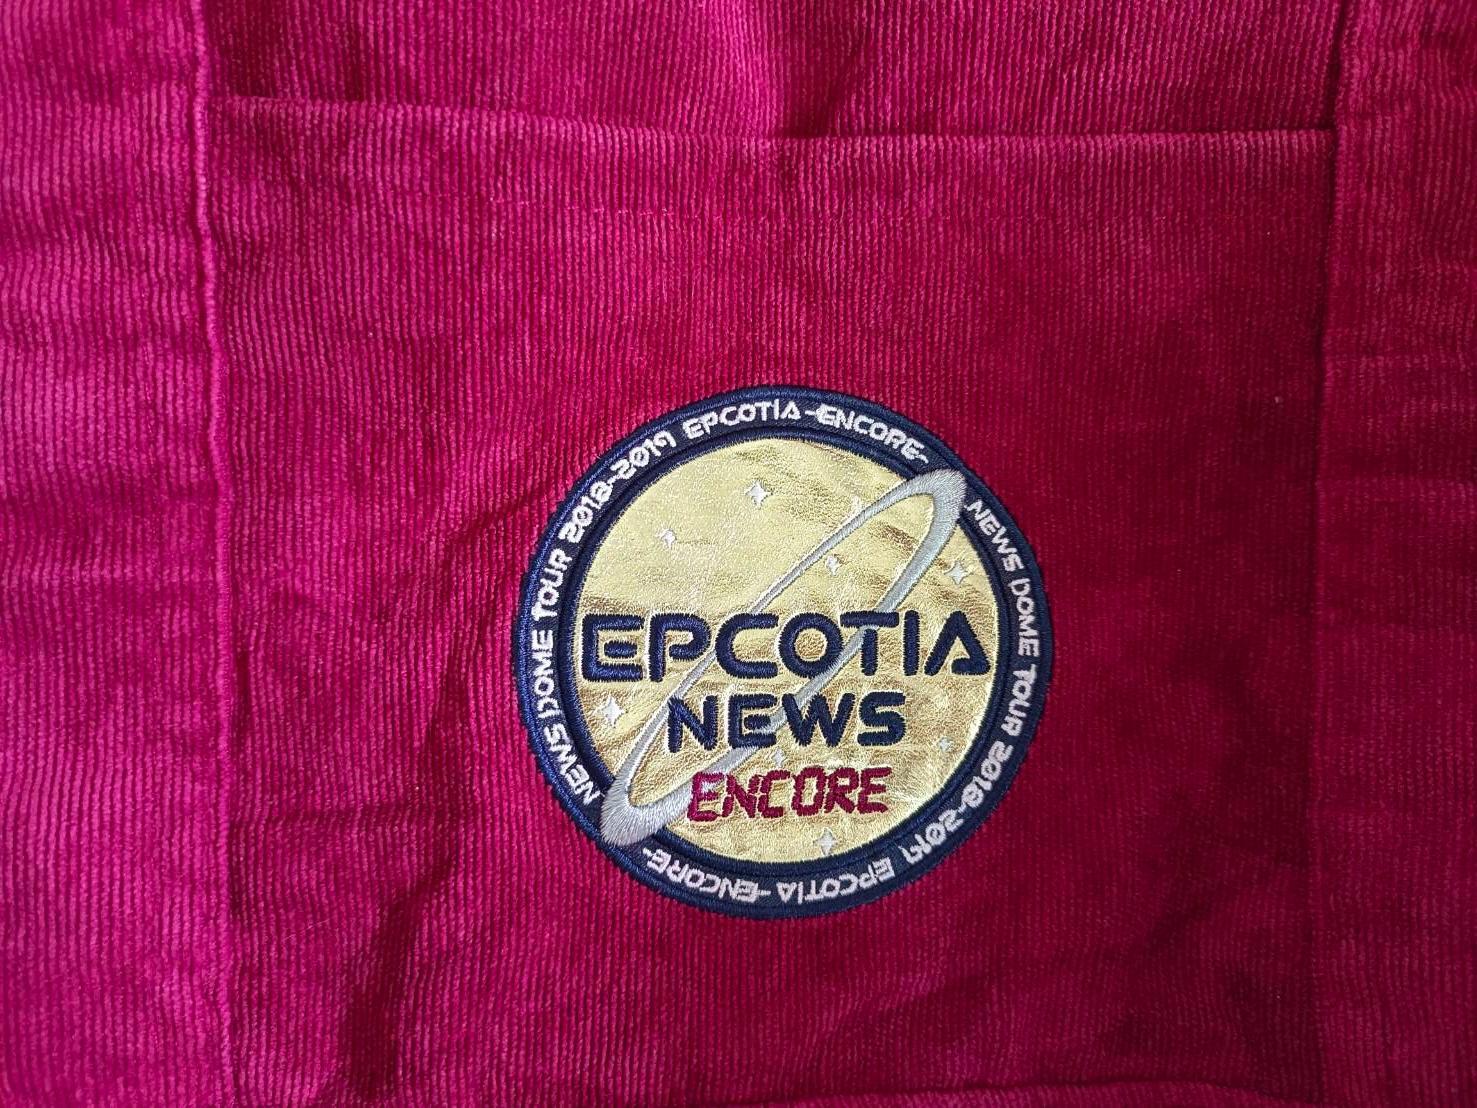 NEWS DOME TOUR 2018-2019 EPCOTIA -ENCORE-
NEWS DOME TOUR 2018-2019 EPCOTIA -ENCORE-
EPCOTIA
NEWS
ENCORE